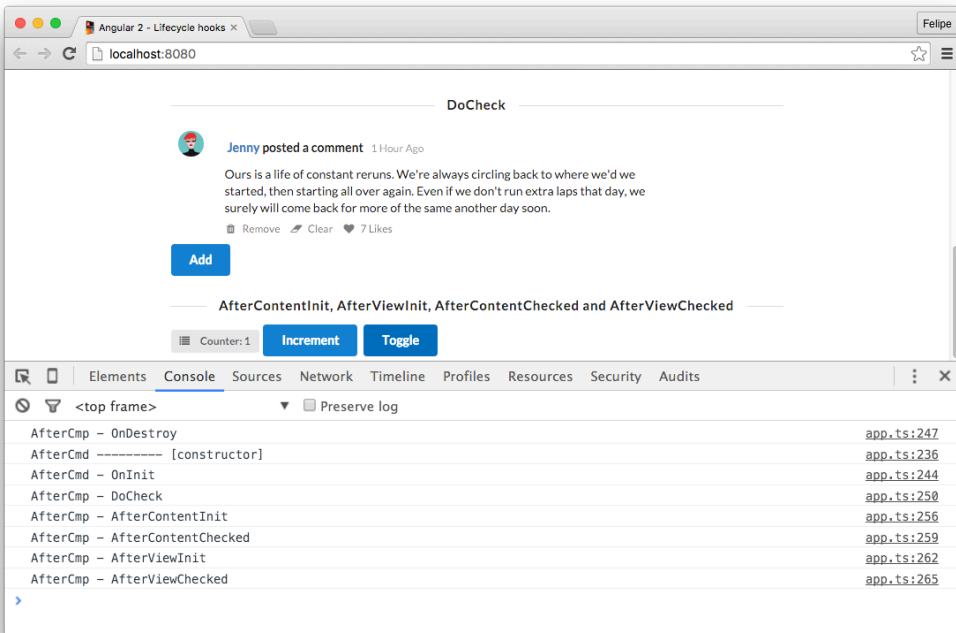 Angular 2 - Lifecycle hooks ×
Felipe
localhost:8080
DoCheck
Jenny posted a comment 1 Hour Ago
Ours is a life of constant reruns. We're always circling back to where we'd we
started, then starting all over again. Even if we don't run extra laps that day, we
surely will come back for more of the same another day soon.
Remove Clear 7 Likes
Add
AfterContentInit, AfterViewInit, AfterContentChecked and AfterViewChecked
Counter: 1 Increment Toggle
Elements Console Sources Network Timeline Profiles Resources Security Audits
<top frame> ▼ Preserve log
AfterCmp – OnDestroy app.ts:247
AfterCmd ––––––––– [constructor] app.ts:236
AfterCmd – OnInit app.ts:244
AfterCmp – DoCheck app.ts:250
AfterCmp – AfterContentInit app.ts:256
AfterCmp – AfterContentChecked app.ts:259
AfterCmp – AfterViewInit app.ts:262
AfterCmp – AfterViewChecked app.ts:265